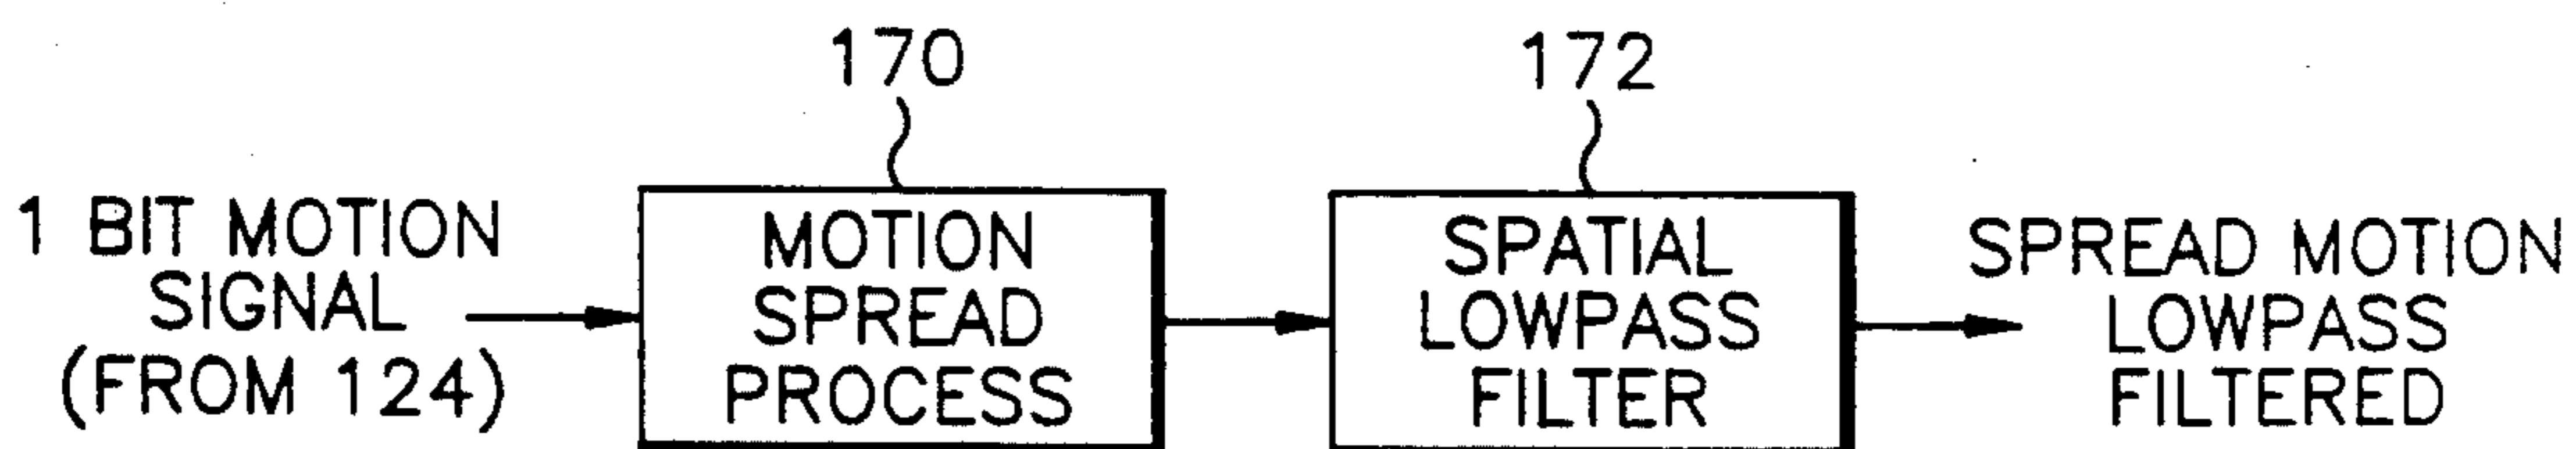 170
172
1 BIT MOTION
SIGNAL
(FROM 124)
MOTION
SPREAD
PROCESS
SPATIAL
LOWPASS
FILTER
SPREAD MOTION
LOWPASS
FILTERED